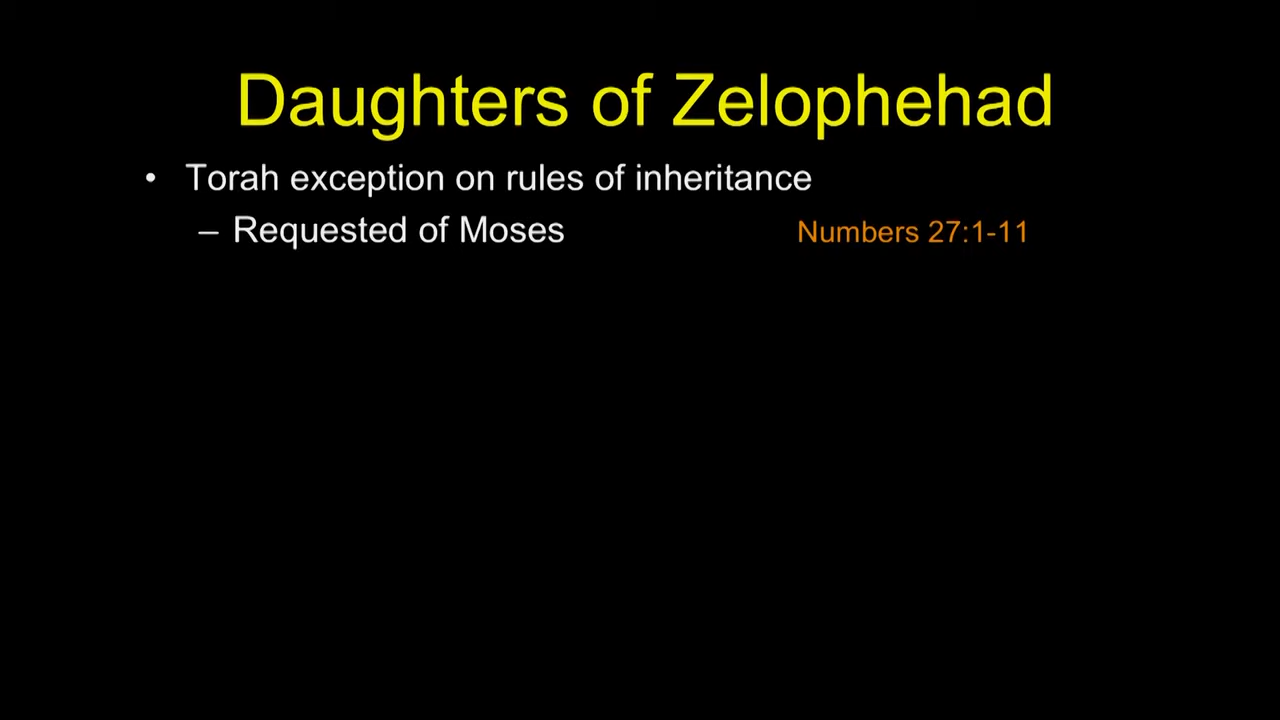 Daughters of Zelophehad
• Torah exception on rules of inheritance
– Requested of Moses Numbers 27:1-11